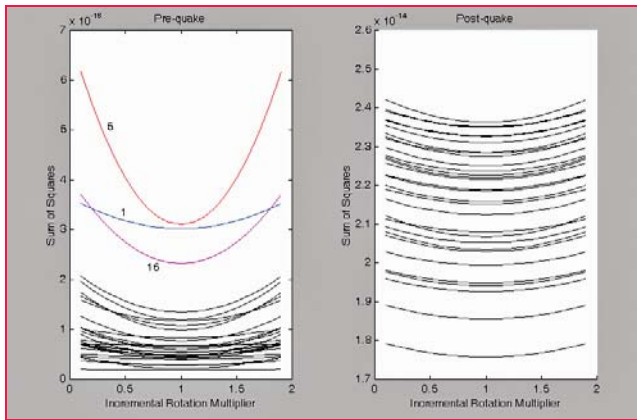 Pre-quake
Post-quake
× 10⁻¹⁶
× 10⁻¹⁴
7
6
5
4
3
2
1
0
6
1
16
Sum of Squares
0 0.5 1 1.5 2
Incremental Rotation Multiplier
2.6
2.5
2.4
2.3
2.2
2.1
2
1.9
1.8
1.7
Sum of Squares
0 0.5 1 1.5 2
Incremental Rotation Multiplier